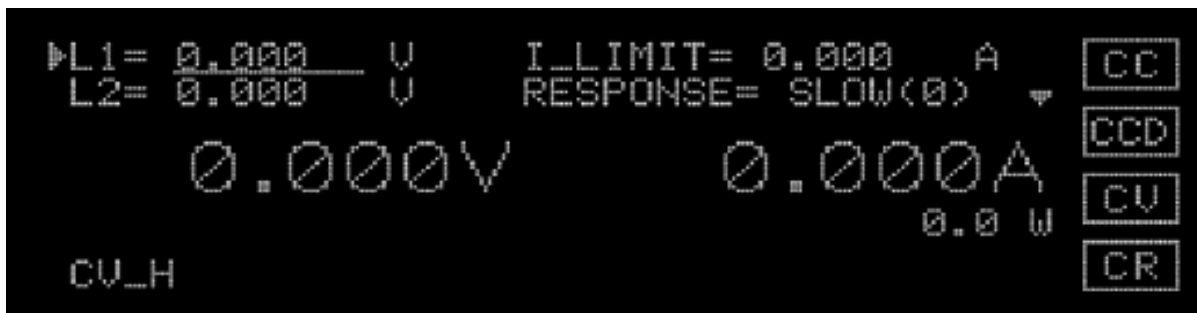 L1= 0.000 V I_LIMIT= 0.000 A CC
L2= 0.000 V RESPONSE= SLOW(0)
CCD
0.000V 0.000A
CV
0.0 W
CV_H CR